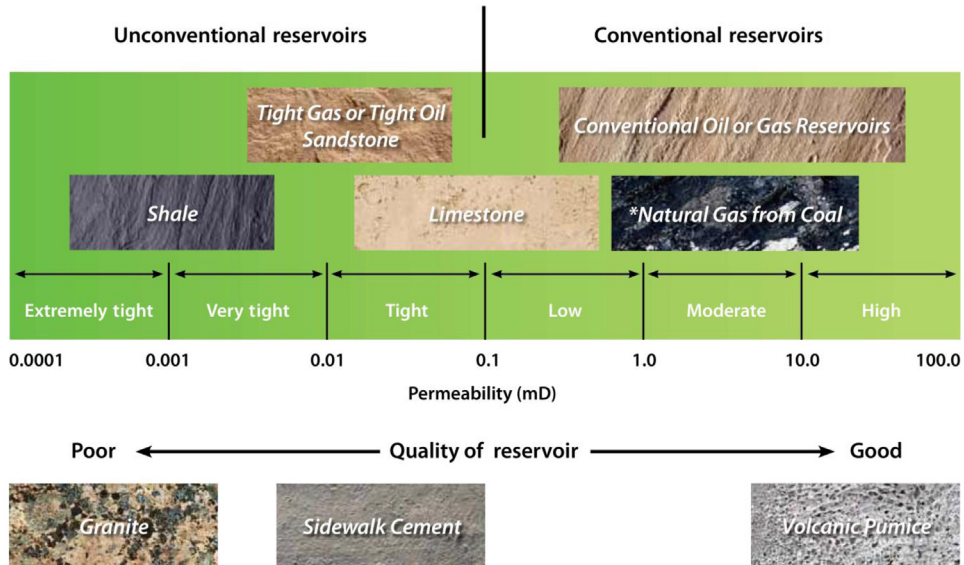 Unconventional reservoirs
Conventional reservoirs
Tight Gas or Tight Oil
Sandstone
Conventional Oil or Gas Reservoirs
Shale
Limestone
*Natural Gas from Coal
Extremely tight
Very tight
Tight
Low
Moderate
High
0.0001
0.001
0.01
0.1
1.0
10.0
100.0
Permeability (mD)
Poor
Quality of reservoir
Good
Granite
Sidewalk Cement
Volcanic Pumice